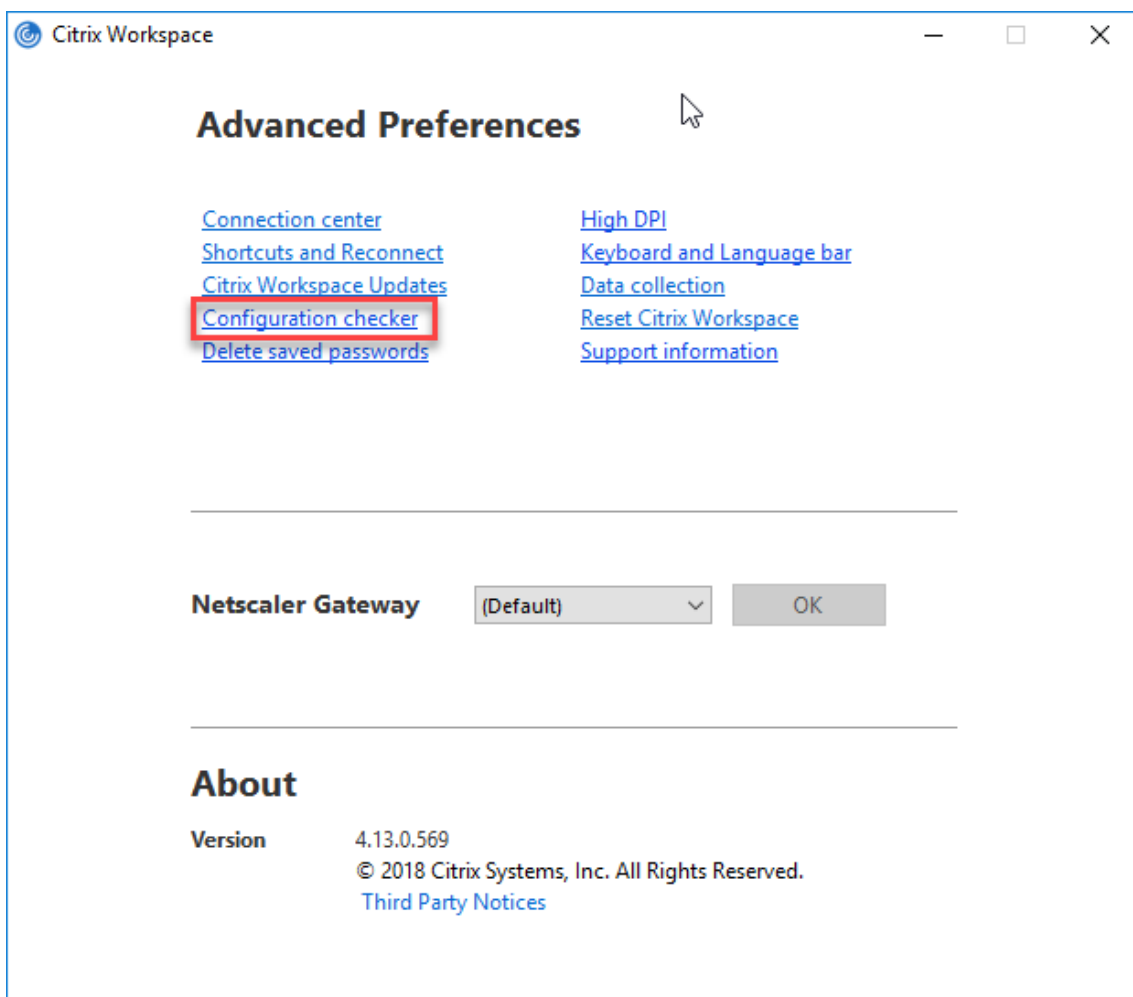 Citrix Workspace
Advanced Preferences
Connection center
Shortcuts and Reconnect
Citrix Workspace Updates
Configuration checker
Delete saved passwords
High DPI
Keyboard and Language bar
Data collection
Reset Citrix Workspace
Support information
Netscaler Gateway (Default) OK
About
Version 4.13.0.569
© 2018 Citrix Systems, Inc. All Rights Reserved.
Third Party Notices